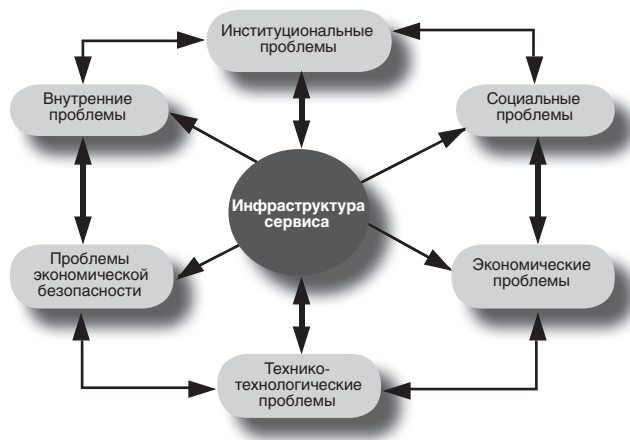 Институциональные
проблемы
Внутренние
проблемы
Социальные
проблемы
Инфраструктура
сервиса
Проблемы
экономической
безопасности
Экономические
проблемы
Технико-
технологические
проблемы